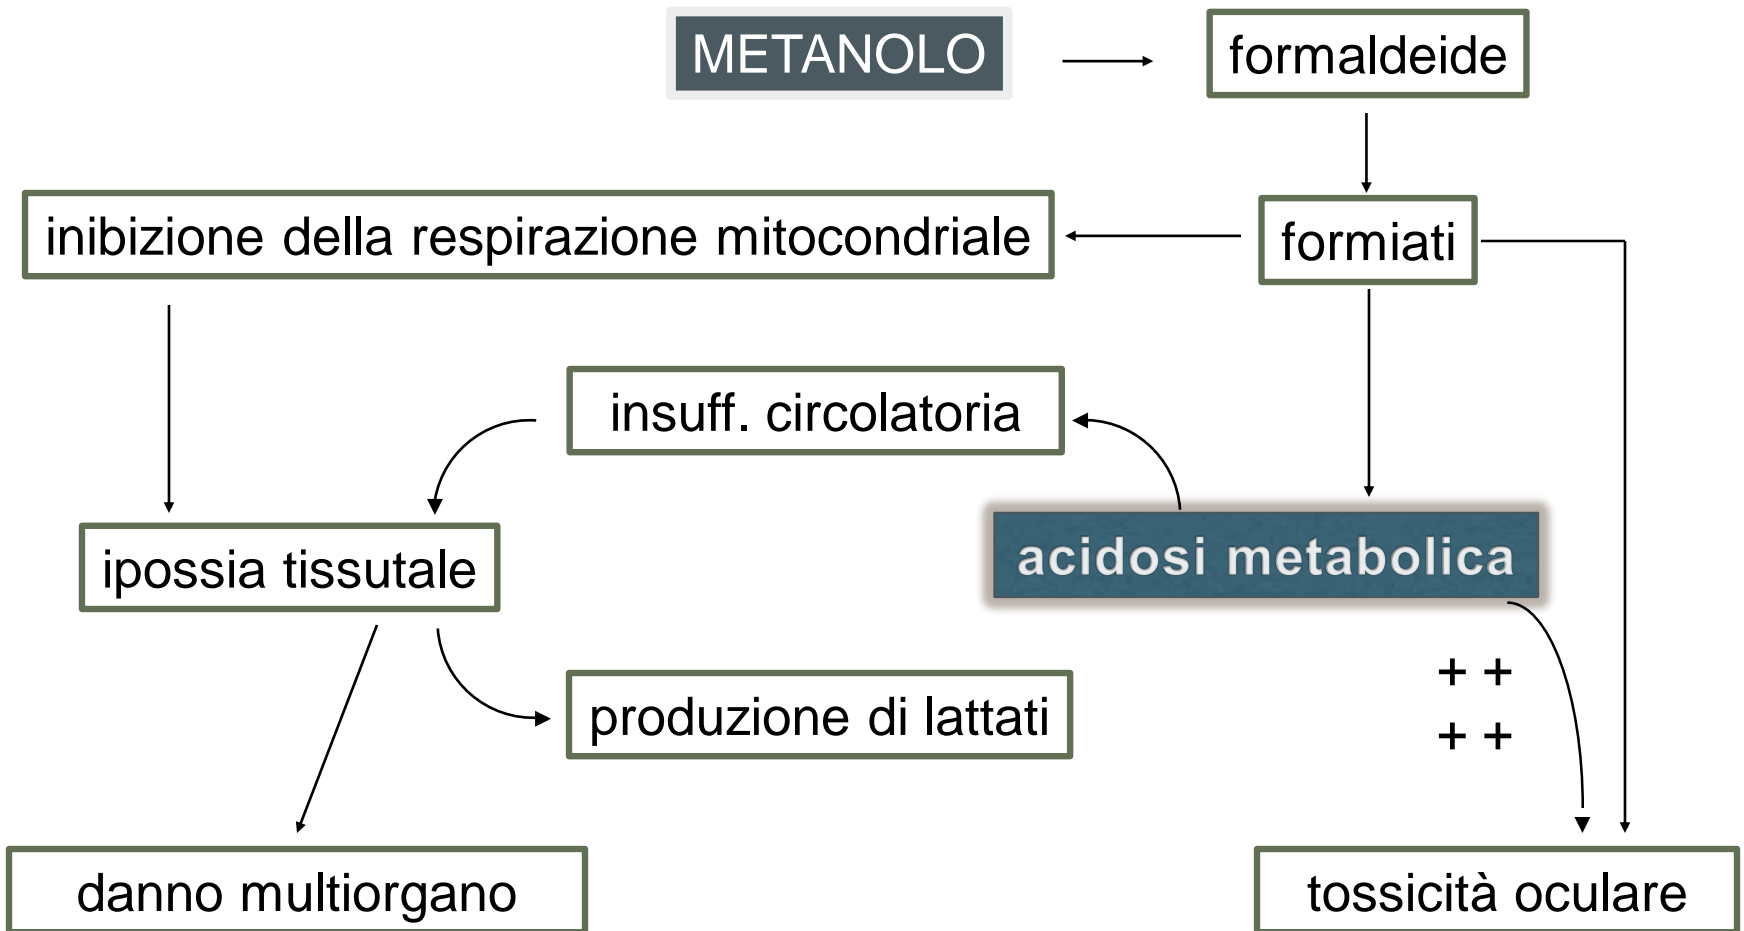 METANOLO
formaldeide
inibizione della respirazione mitocondriale
formiati
insuff. circolatoria
ipossia tissutale
acidosi metabolica
+ +
produzione di lattati
+ +
danno multiorgano
tossicità oculare